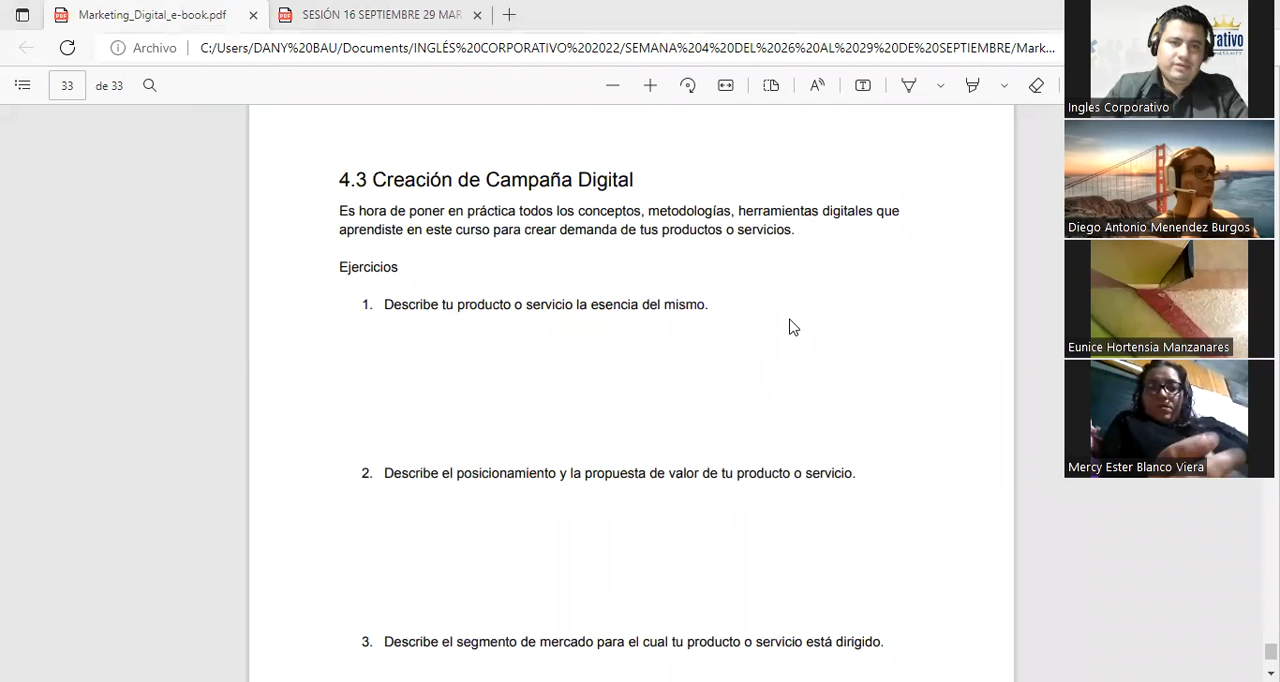 Marketing_Digital_e-book.pdf
SESIÓN 16 SEPTIEMBRE 29 MAR
Archivo
C:/Users/DANY%20BAU/Documents/INGLÉS%20CORPORATIVO%202022/SEMANA%204%20DEL%2026%20AL%2029%20DE%20SEPTIEMBRE/Mark...
33 de 33
4.3 Creación de Campaña Digital
Es hora de poner en práctica todos los conceptos, metodologías, herramientas digitales que
aprendiste en este curso para crear demanda de tus productos o servicios.
Ejercicios
1. Describe tu producto o servicio la esencia del mismo.
2. Describe el posicionamiento y la propuesta de valor de tu producto o servicio.
3. Describe el segmento de mercado para el cual tu producto o servicio está dirigido.
rativo
Ingles Corporativo
Diego Antonio Menendez Burgos
Eunice Hortensia Manzanares
Mercy Ester Blanco Viera